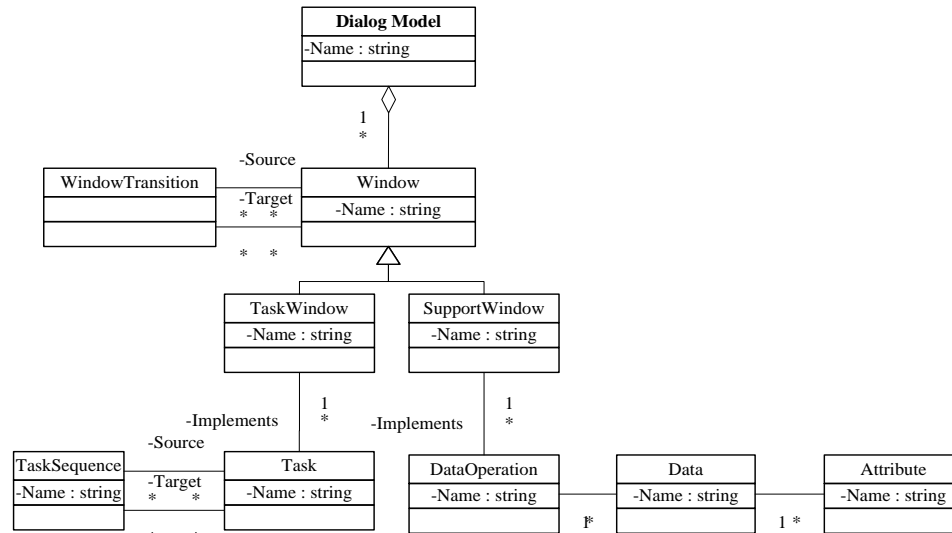 Dialog Model
-Name : string
1
*
-Source
WindowTransition
Window
-Target
-Name : string
* *
* *
TaskWindow
SupportWindow
-Name : string
-Name : string
1
*
1
*
-Implements
-Implements
-Source
TaskSequence
Task
DataOperation
Data
Attribute
-Name : string
-Target
-Name : string
-Name : string
-Name : string
-Name : string
* *
1 *
1 *
* *